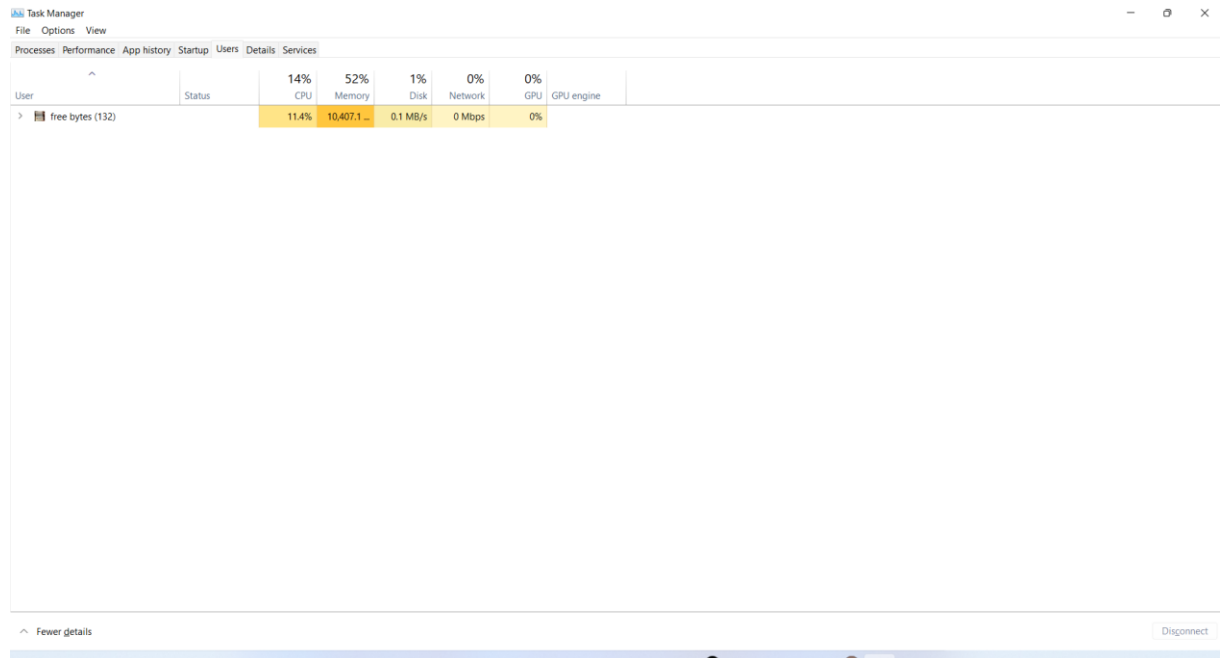 Task Manager
File Options View
Processes Performance App history Startup Users Details Services
14% 52% 1% 0% 0%
User Status CPU Memory Disk Network GPU GPU engine
free bytes (132) 11.4% 10,407.1 ... 0.1 MB/s 0 Mbps 0%
Fewer details Disconnect